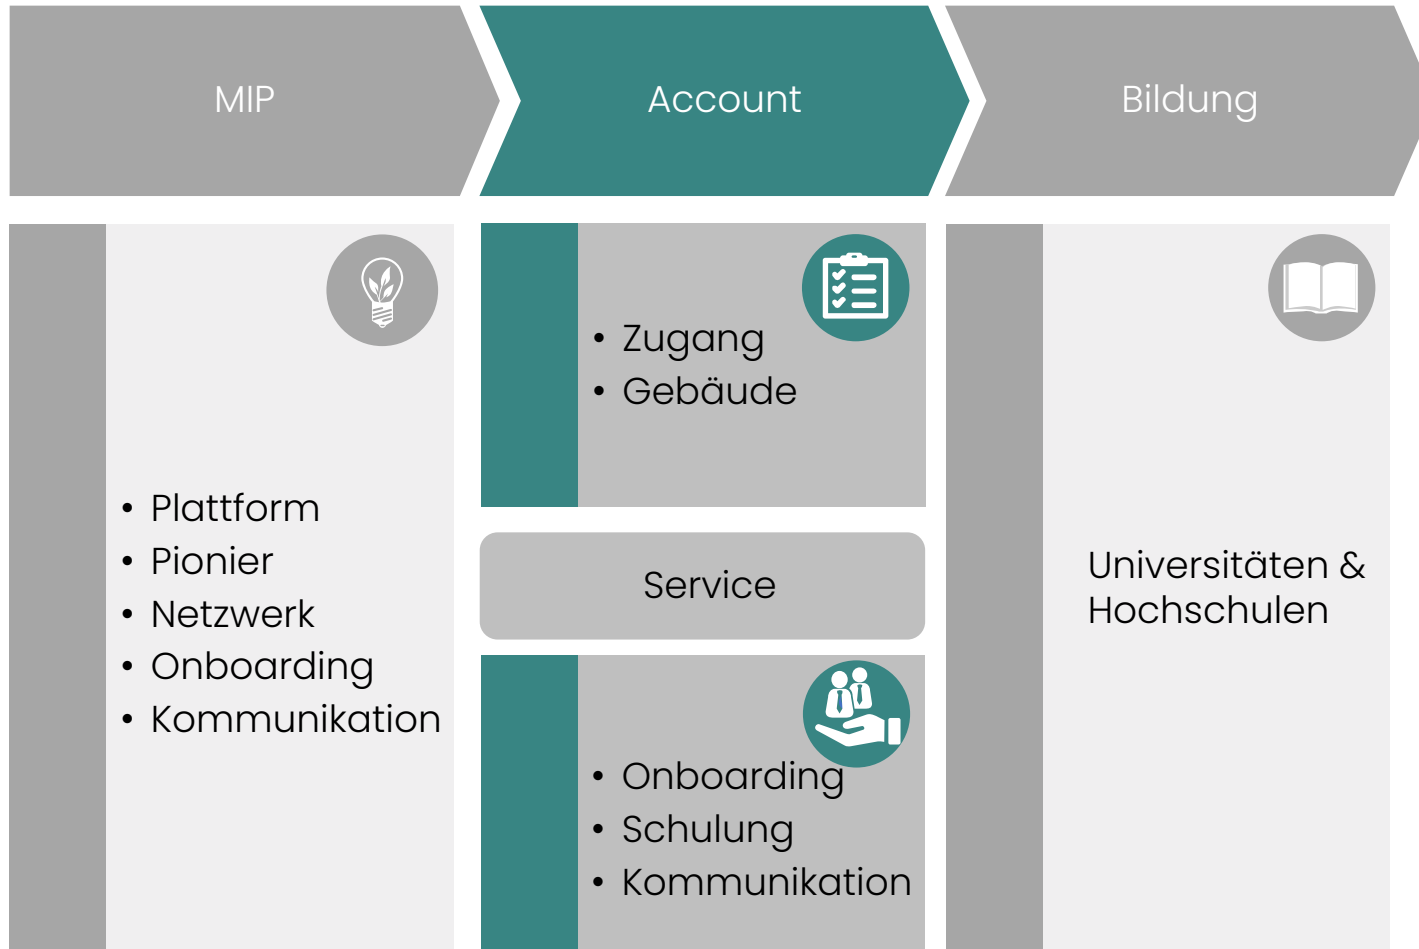 MIP
Account
Bildung
• Plattform
• Pionier
• Netzwerk
• Onboarding
• Kommunikation
• Zugang
• Gebäude
Service
• Onboarding
• Schulung
• Kommunikation
Universitäten &
Hochschulen